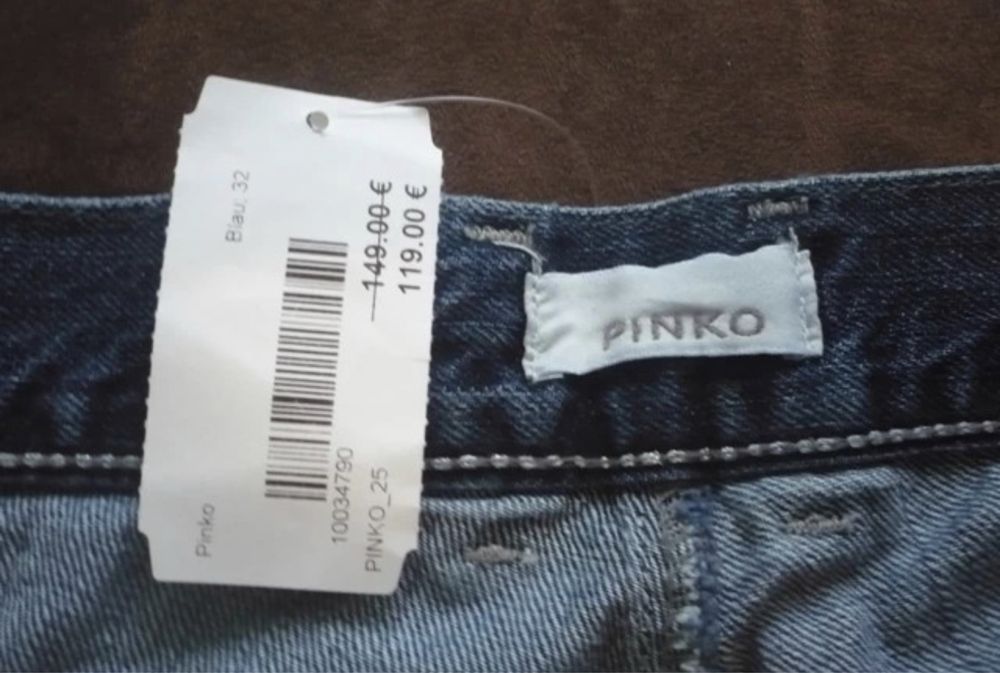 Blau: 32
149.00 €
119.00 €
Pinko
10034790
PINKO_25
PINKO